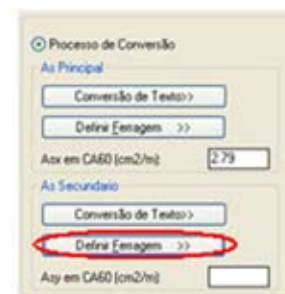 Processo de Conversão
As Principal
Conversão de Texto>>
Definir Ferragem >>
Asx em CA60 (cm2/m): 2.79
As Secundario
Conversão de Texto>>
Definir Ferragem >>
Asy em CA60 (cm2/m):